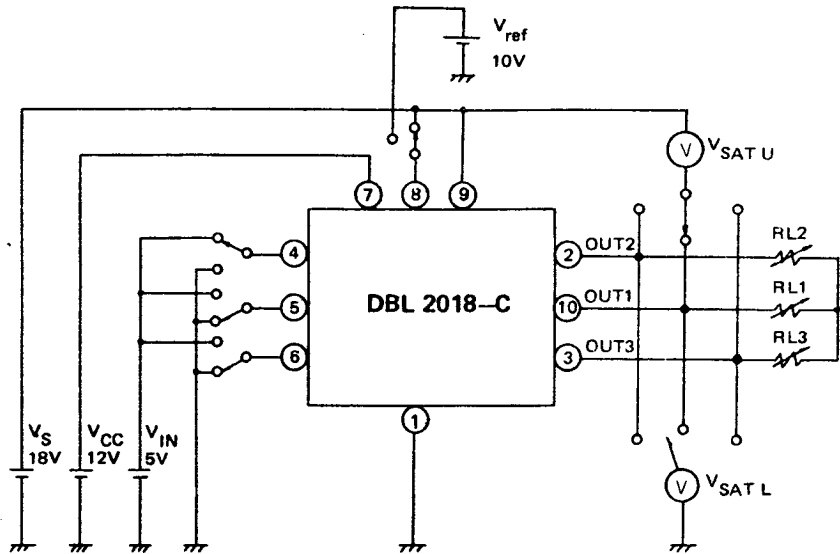 V ref
10V
V
V SAT U
7
8
9
4
2
OUT2
RL2
5
DBL 2018-C
10
OUT1
RL1
6
3
OUT3
RL3
1
V S
18V
V CC
12V
V IN
5V
V
V SAT L